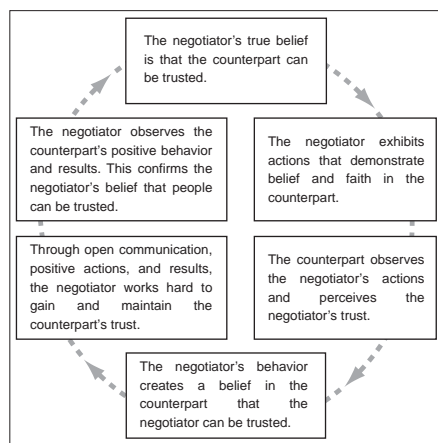 The negotiator's true belief
is that the counterpart can
be trusted.
The negotiator exhibits
actions that demonstrate
belief and faith in the
counterpart.
The counterpart observes
the negotiator's actions
and perceives the
negotiator's trust.
The negotiator's behavior
creates a belief in the
counterpart that the
negotiator can be trusted.
Through open communication,
positive actions, and results,
the negotiator works hard to
gain and maintain the
counterpart's trust.
The negotiator observes the
counterpart's positive behavior
and results. This confirms the
negotiator's belief that people
can be trusted.